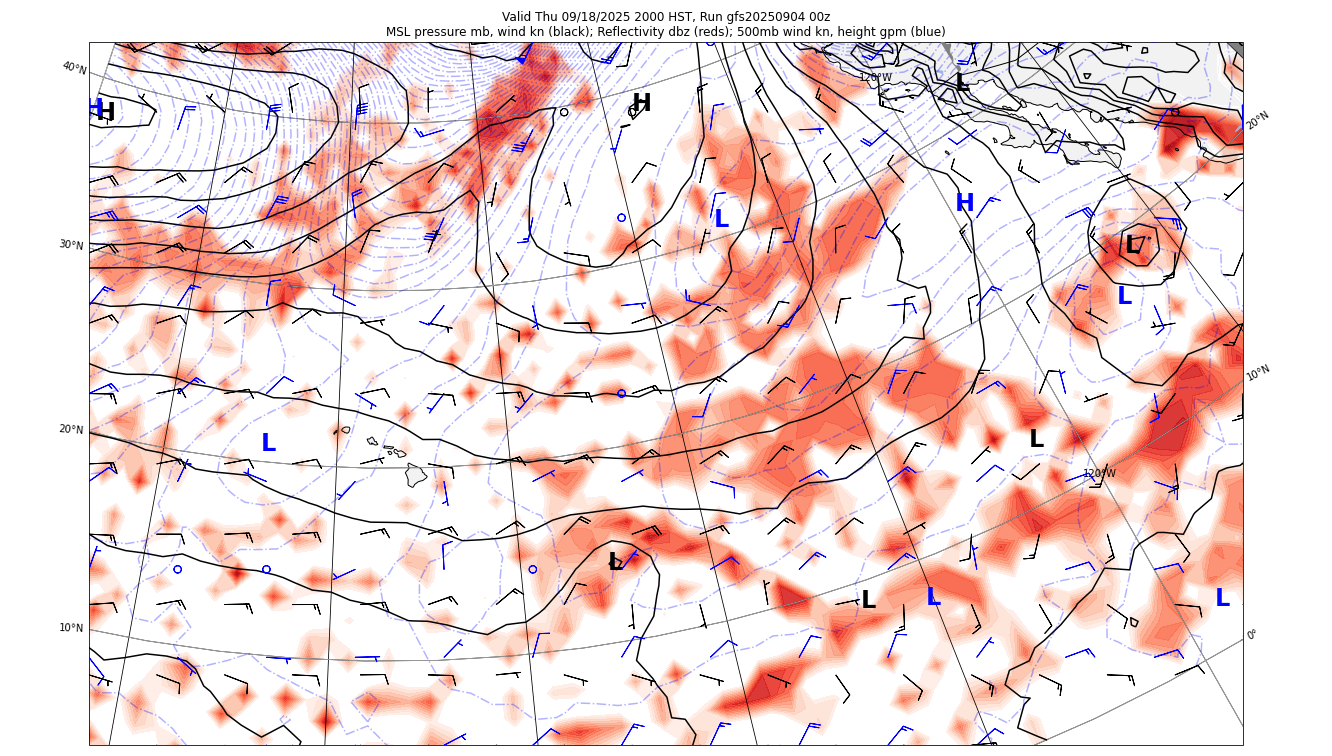 Valid Thu 09/18/2025 2000 HST, Run gfs20250904 00z
MSL pressure mb, wind kn (black); Reflectivity dbz (reds); 500mb wind kn, height gpm (blue)
40°N
120°W
L
H
H
H
20°N
30°N
H
L
L
L
10°N
20°N
L
L
120°W
L
10°N
L
L
L
0°